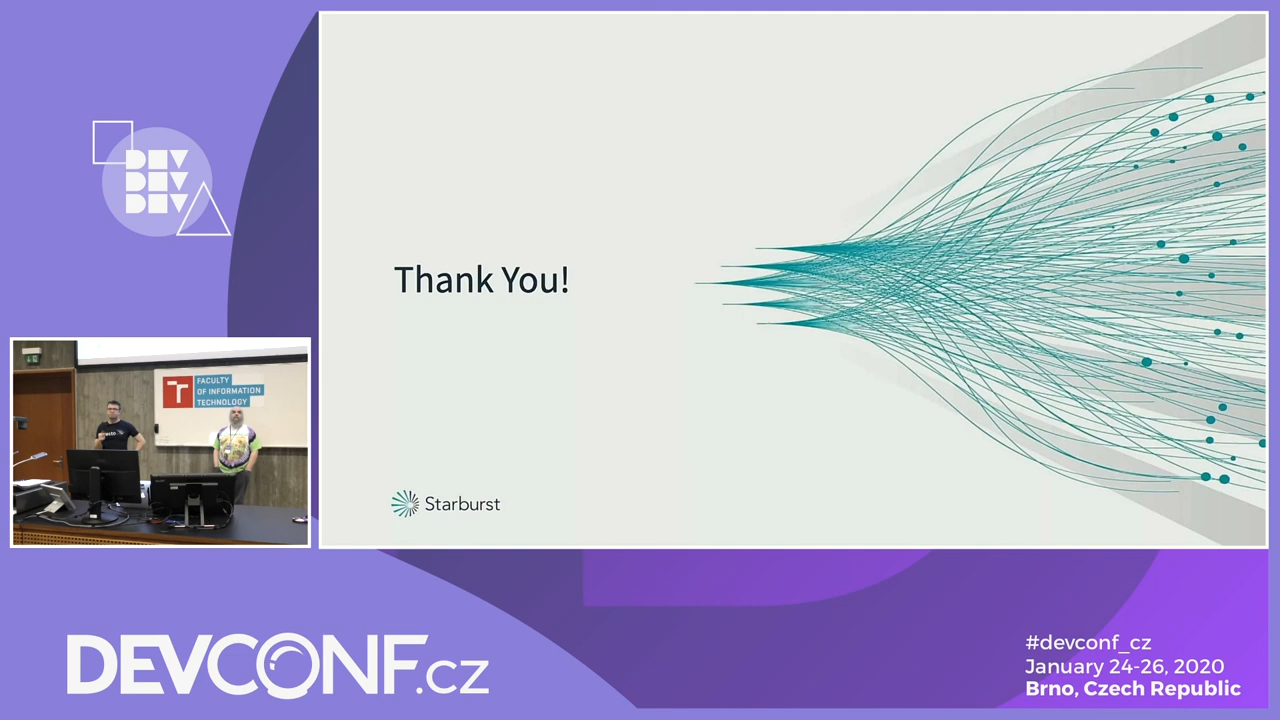 DEV
DEV
DEV
Thank You!
Starburst
FACULTY
OF INFORMATION
TECHNOLOGY
DEVCONF.cz
#devconf_cz
January 24-26, 2020
Brno, Czech Republic